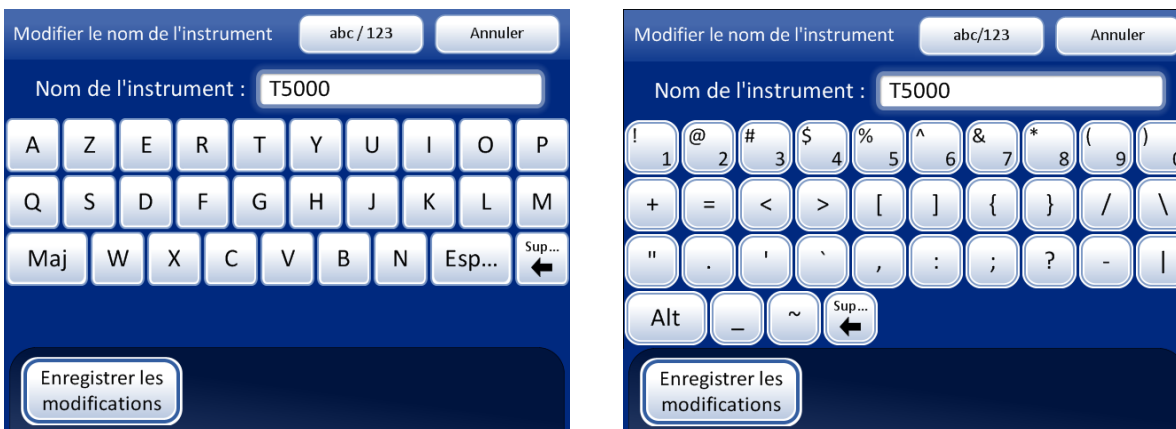 Modifier le nom de l'instrument abc / 123 Annuler
Nom de l'instrument : T5000
A Z E R T Y U I O P
Q S D F G H J K L M
Maj W X C V B N Esp... Sup...
Enregistrer les
modifications
Modifier le nom de l'instrument abc/123 Annuler
Nom de l'instrument : T5000
! 1 @ 2 # 3 $ 4 % 5 ^ 6 & 7 * 8 ( 9 ) 0
+ = < > [ ] { } / \
" . ' ` , : ; ? - |
Alt _ ~ Sup...
Enregistrer les
modifications